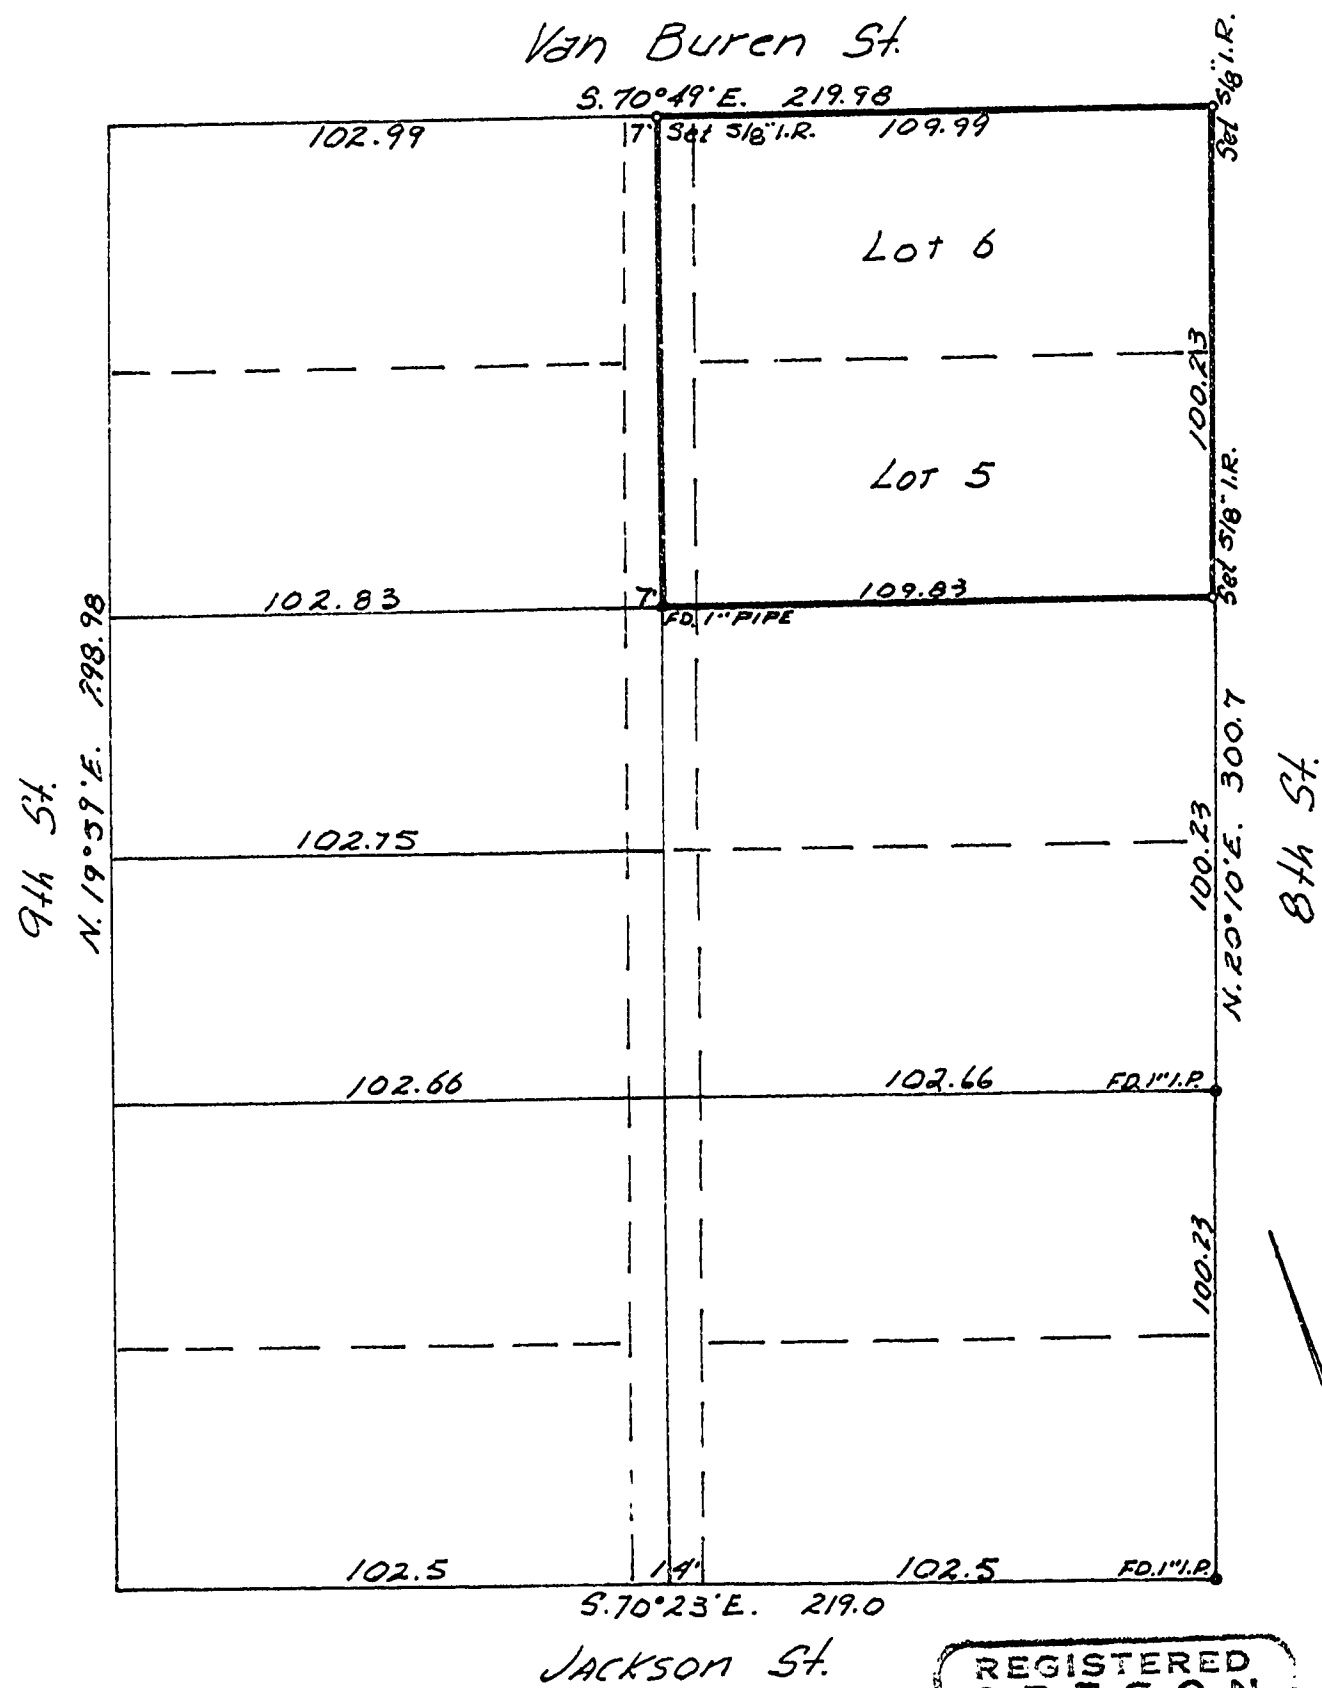 Van Buren St.
S. 70°49'E. 219.98
Set 5/8" I.R.
102.99
7'
Set 5/8" I.R.
109.99
Lot 6
100.23
Lot 5
Set 5/8" I.R.
102.83
7'
109.83
FD. 1" PIPE
9th St.
N. 19°59'E. 298.98
102.75
100.23
N. 20°10'E. 300.7
8th St.
102.66
102.66
FD. 1" I.P.
100.23
102.5
14'
102.5
FD. 1" I.P.
S. 70°23'E. 219.0
Jackson St.
REGISTERED